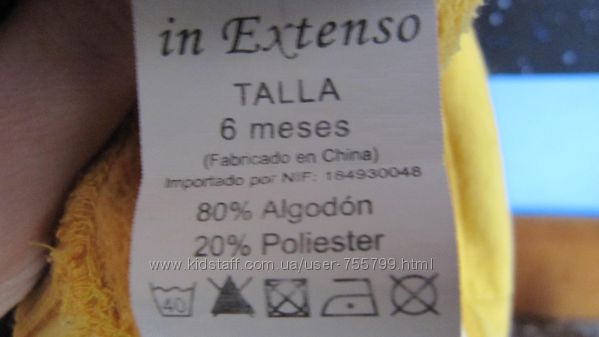 in Extenso
TALLA
6 meses
(Fabricado en China)
Importado por NIF: 184930048
80% Algodón
20% Poliester
www.kidstaff.com.ua/user-755799.html
40